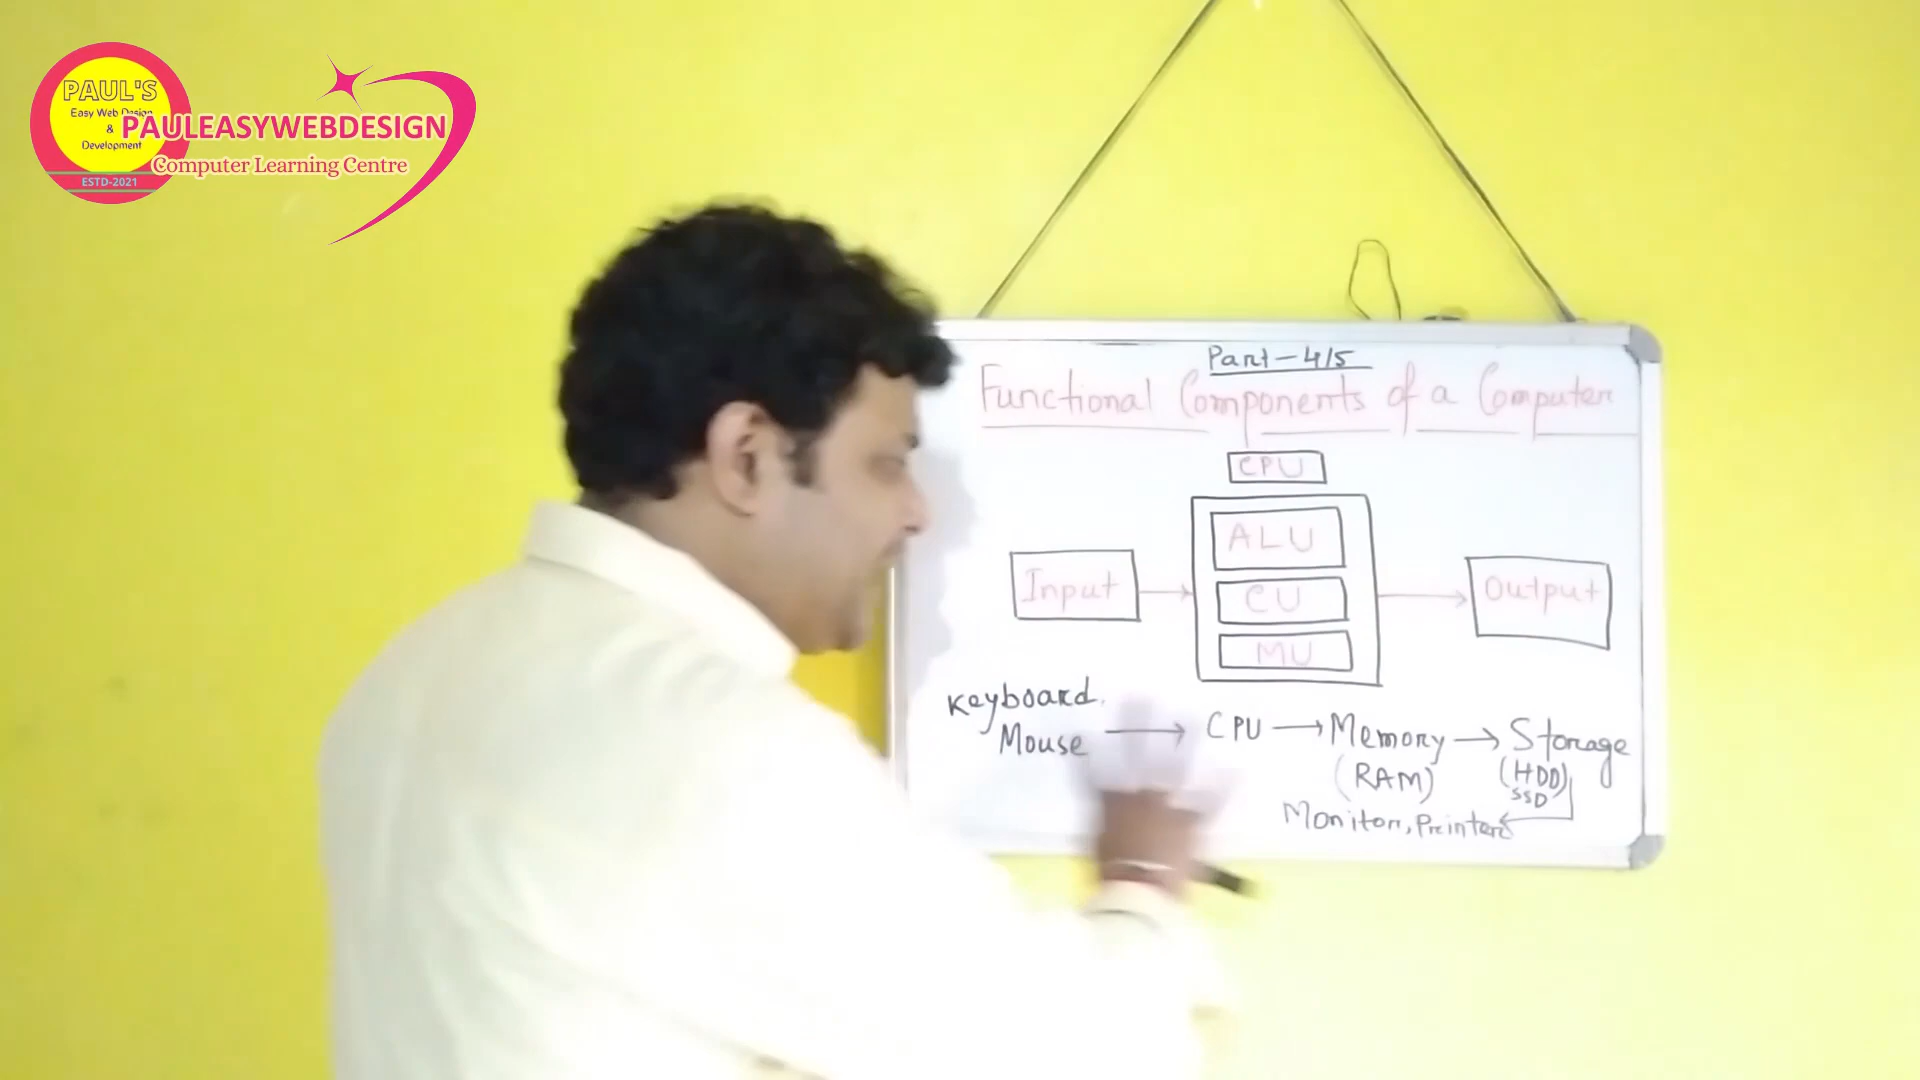 PAUL'S
Easy Web Design
&
Development
ESTD-2021
PAULEASYWEBDESIGN
Computer Learning Centre
Part-4/5
Functional Components of a Computer
CPU
ALU
Input
CU
Output
MU
Keyboard,
Mouse → CPU → Memory → Storage
(RAM)
(HDD)
SSD
Monitor, Printer